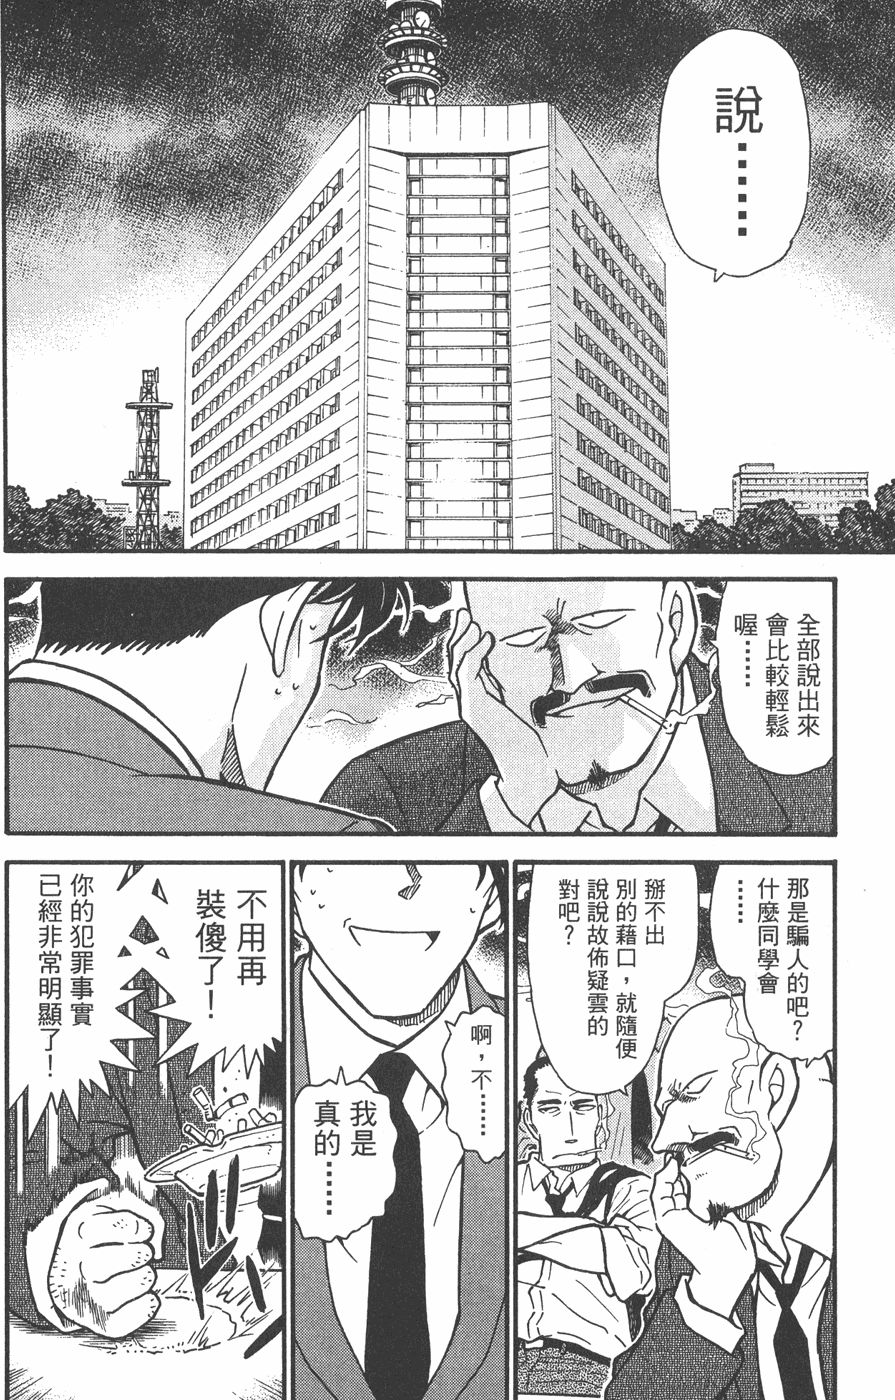 說⋯⋯
全部說出來
會比較輕鬆
喔⋯⋯
那是騙人的吧？
什麼同學會
⋯⋯
掰不出
別的藉口，就隨便
說說故佈疑雲的
對吧？
啊，不⋯⋯
我是
真的⋯⋯
不用再
裝傻了！
你的犯罪事實
已經非常明顯了！
ドン